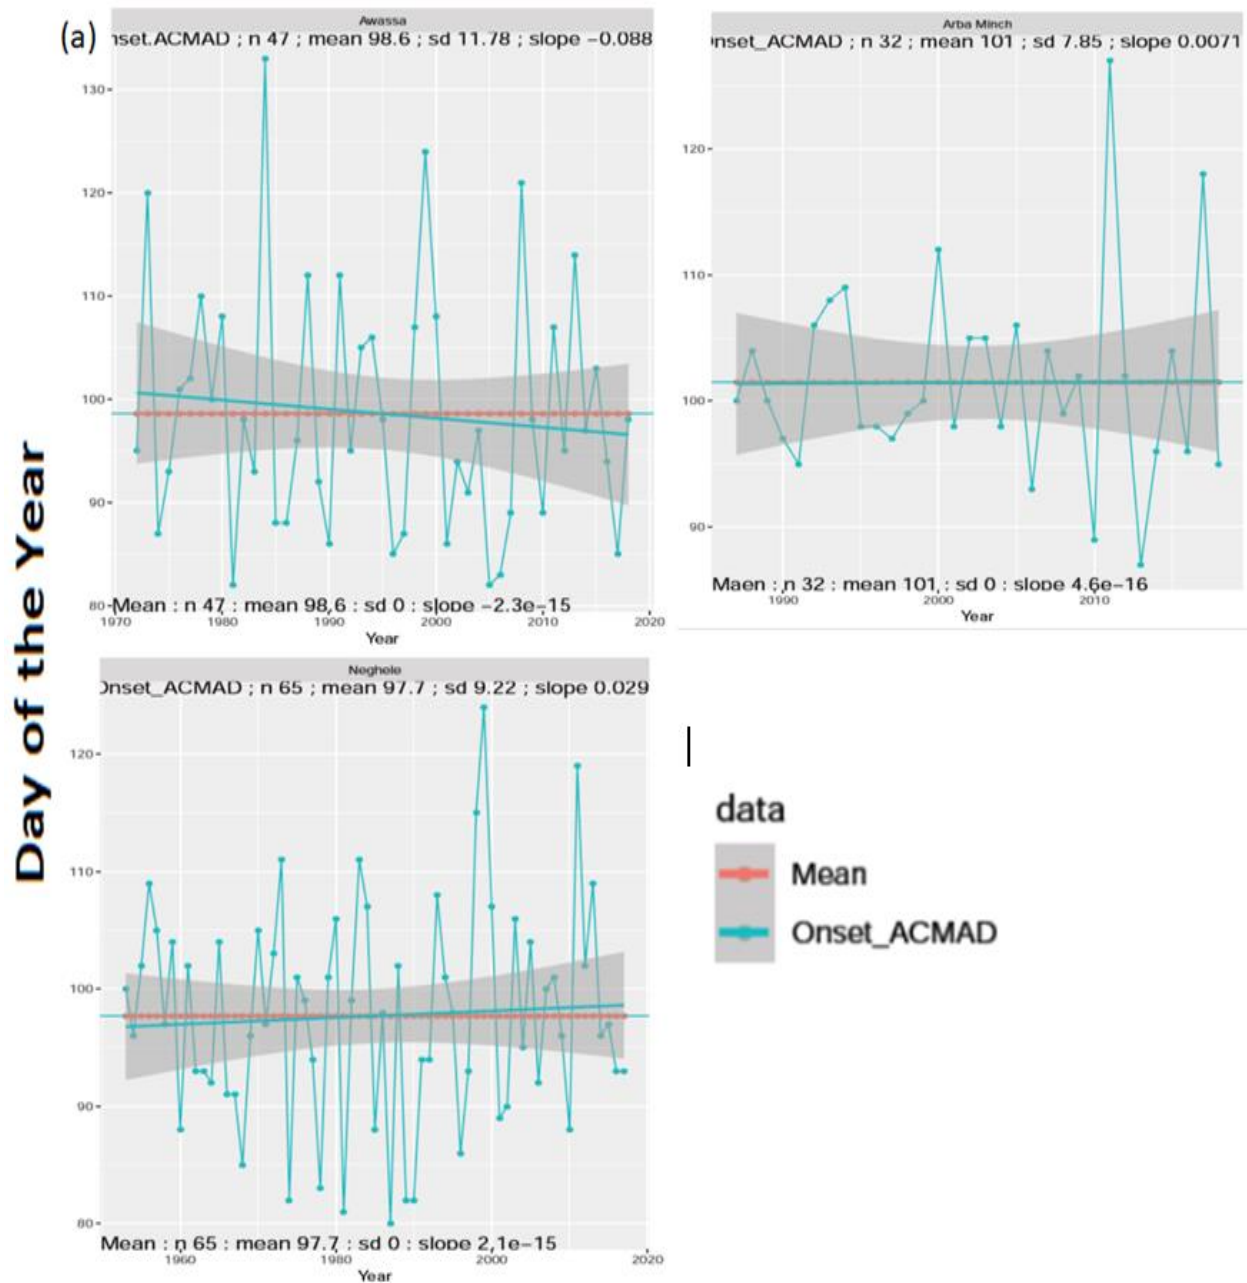 (a)
Awassa
nset.ACMAD ; n 47 ; mean 98.6 ; sd 11.78 ; slope −0.088
130
120
110
100
90
80
Mean : n 47 : mean 98.6 : sd 0 : slope −2.3e−15
1970 1980 1990 2000 2010 2020
Year
Arba Minch
nset_ACMAD ; n 32 ; mean 101 ; sd 7.85 ; slope 0.0071
120
110
100
90
Maen : n 32 : mean 101 : sd 0 : slope 4.6e−16
1990 2000 2010
Year
Day of the Year
Neghele
Onset_ACMAD ; n 65 ; mean 97.7 ; sd 9.22 ; slope 0.029
120
110
100
90
80
Mean : n 65 : mean 97.7 : sd 0 : slope 2.1e−15
1960 1980 2000 2020
Year
data
Mean
Onset_ACMAD